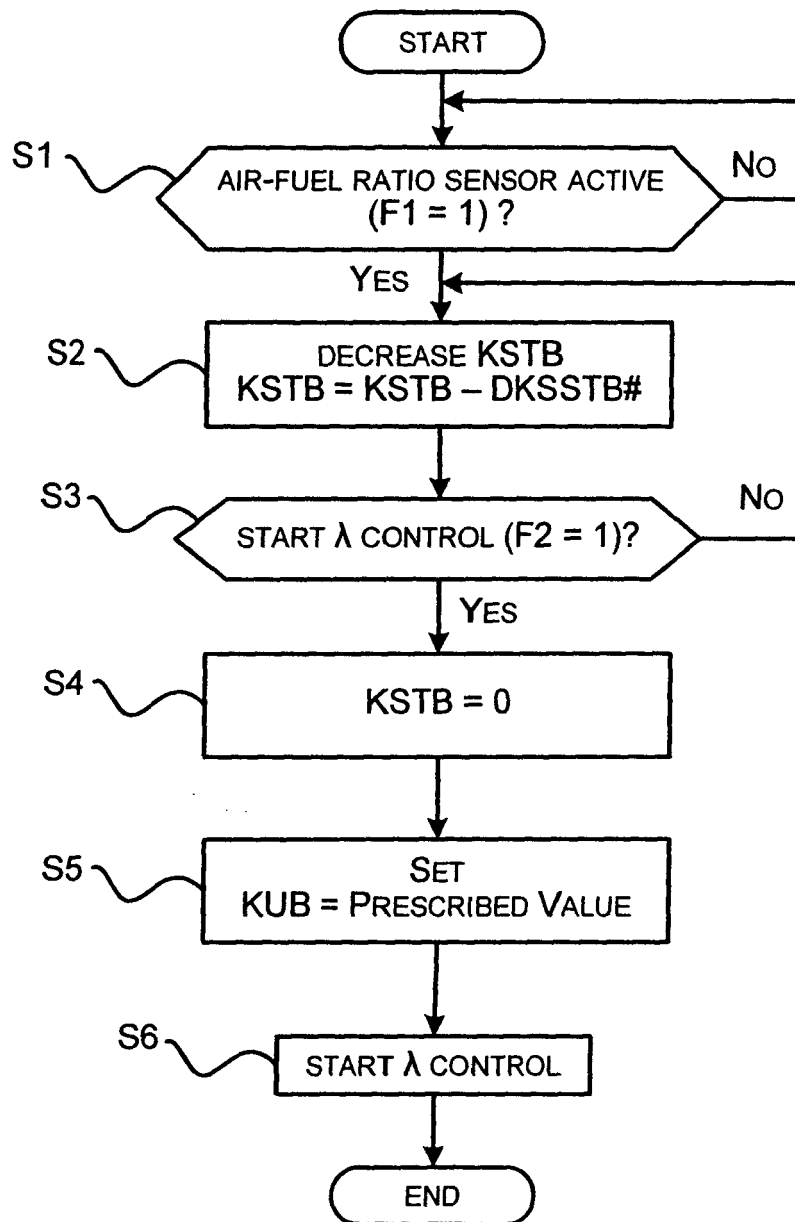 START
S1
AIR-FUEL RATIO SENSOR ACTIVE
(F1 = 1) ?
NO
YES
S2
DECREASE KSTB
KSTB = KSTB – DKSSTB#
S3
START λ CONTROL (F2 = 1)?
NO
YES
S4
KSTB = 0
S5
SET
KUB = PRESCRIBED VALUE
S6
START λ CONTROL
END